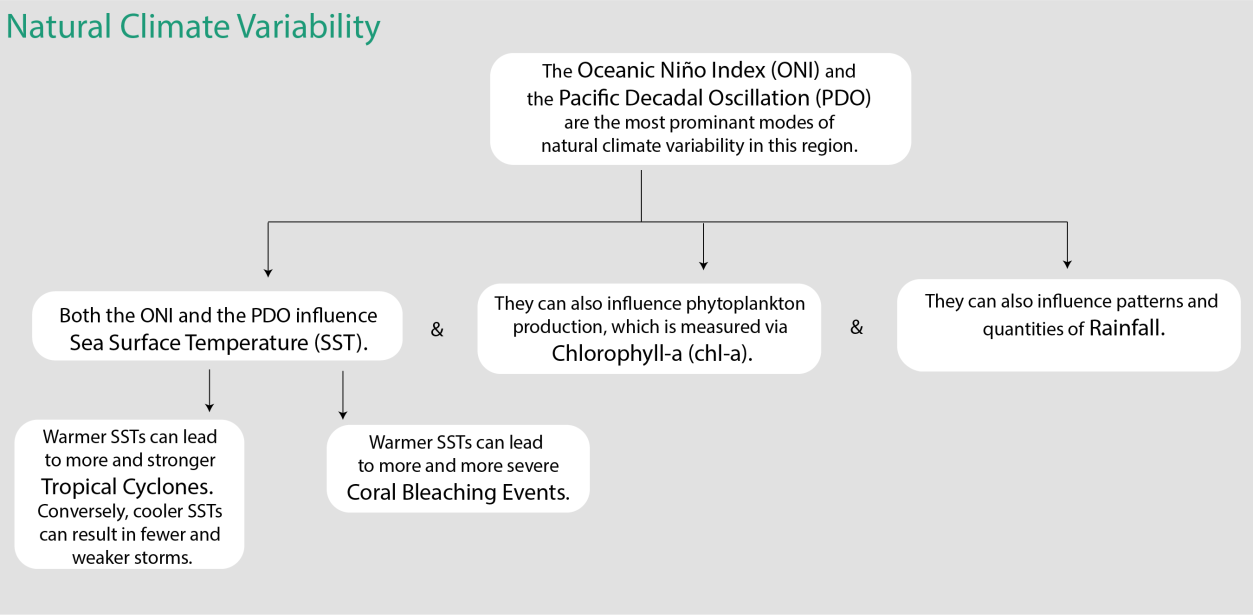 Natural Climate Variability
The Oceanic Niño Index (ONI) and
the Pacific Decadal Oscillation (PDO)
are the most prominant modes of
natural climate variability in this region.
Both the ONI and the PDO influence
Sea Surface Temperature (SST).
&
They can also influence phytoplankton
production, which is measured via
Chlorophyll-a (chl-a).
&
They can also influence patterns and
quantities of Rainfall.
Warmer SSTs can lead
to more and stronger
Tropical Cyclones.
Conversely, cooler SSTs
can result in fewer and
weaker storms.
Warmer SSTs can lead
to more and more severe
Coral Bleaching Events.